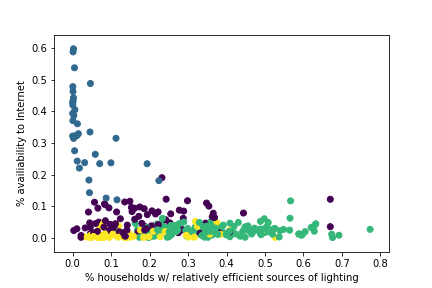 0.6
0.5
0.4
0.3
0.2
0.1
0.0
% availiability to Internet
0.0 0.1 0.2 0.3 0.4 0.5 0.6 0.7 0.8
% households w/ relatively efficient sources of lighting